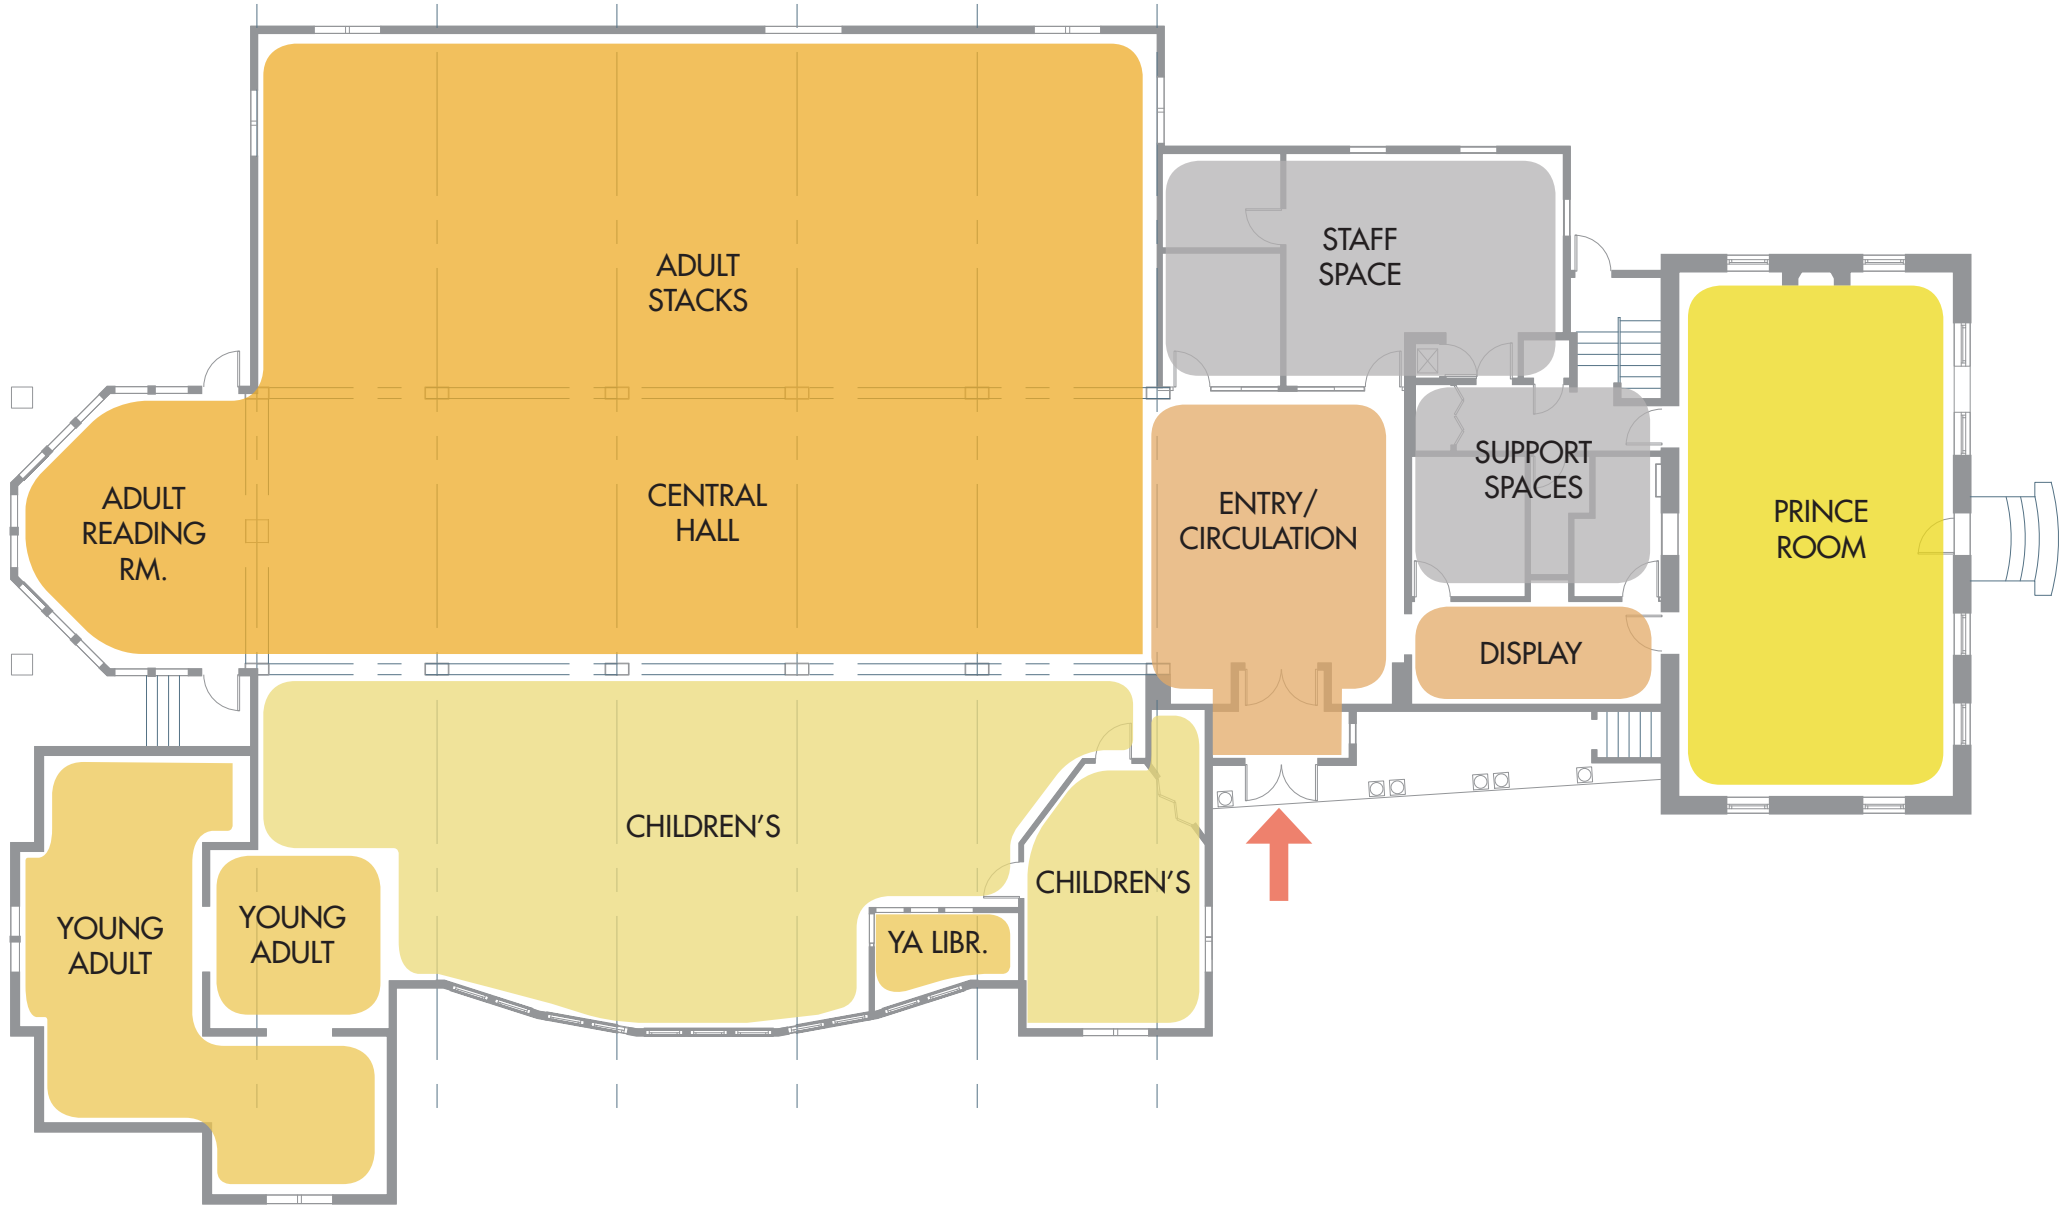 ADULT
STACKS
STAFF
SPACE
ADULT
READING
RM.
CENTRAL
HALL
ENTRY/
CIRCULATION
SUPPORT
SPACES
PRINCE
ROOM
DISPLAY
CHILDREN'S
CHILDREN'S
YOUNG
ADULT
YOUNG
ADULT
YA LIBR.